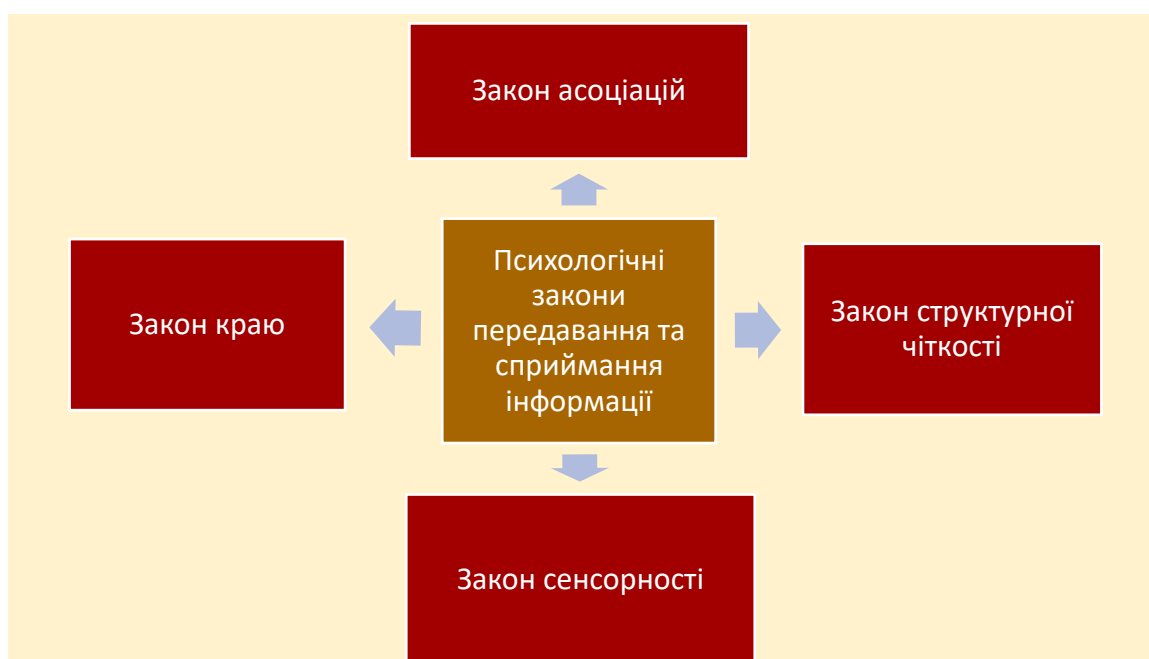 Закон асоціацій
Закон краю
Психологічні
закони
передавання та
сприймання
інформації
Закон структурної
чіткості
Закон сенсорності